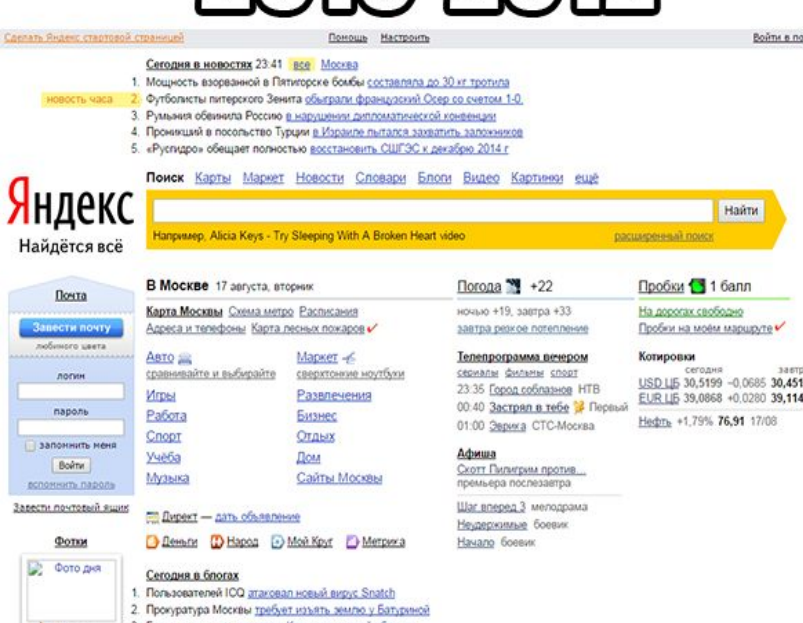 2010-2012
Сделать Яндекс стартовой страницей Помощь Настроить Войти в по
Сегодня в новостях 23:41 все Москва
1. Мощность взорванной в Пятигорске бомбы составляла до 30 кг тротила
новость часа 2. Футболисты питерского Зенита обыграли французский Осер со счетом 1-0.
3. Румыния обвинила Россию в нарушении дипломатической конвенции
4. Проникший в посольство Турции в Израиле пытался захватить заложников
5. «Русгидро» обещает полностью восстановить СШГЭС к декабрю 2014 г
Поиск Карты Маркет Новости Словари Блоги Видео Картинки ещё
Яндекс
Найдётся всё
Найти
Например, Alicia Keys - Try Sleeping With A Broken Heart video расширенный поиск
Почта
Завести почту
любимого цвета
логин
пароль
запомнить меня
Войти
вспомнить пароль
Завести почтовый ящик
Фотки
Фото дня
В Москве 17 августа, вторник
Карта Москвы Схема метро Расписания
Адреса и телефоны Карта лесных пожаров
Авто
сравнивайте и выбирайте
Маркет
сверхтонкие ноутбуки
Игры Развлечения
Работа Бизнес
Спорт Отдых
Учёба Дом
Музыка Сайты Москвы
Директ — дать объявление
Деньги Народ Мой Круг Метрика
Сегодня в блогах
1. Пользователей ICQ атаковал новый вирус Snatch
2. Прокуратура Москвы требует изъять землю у Батуриной
Погода +22
ночью +19, завтра +33
завтра резкое потепление
Телепрограмма вечером
сериалы фильмы спорт
23:35 Город соблазнов НТВ
00:40 Застрял в тебе Первый
01:00 Эврика СТС-Москва
Афиша
Скотт Пилигрим против...
премьера послезавтра
Шаг вперед 3 мелодрама
Неудержимые боевик
Начало боевик
Пробки 1 балл
На дорогах свободно
Пробки на моём маршруте
Котировки
сегодня завтр
USD ЦБ 30,5199 -0,0685 30,451
EUR ЦБ 39,0868 +0,0280 39,114
Нефть +1,79% 76,91 17/08